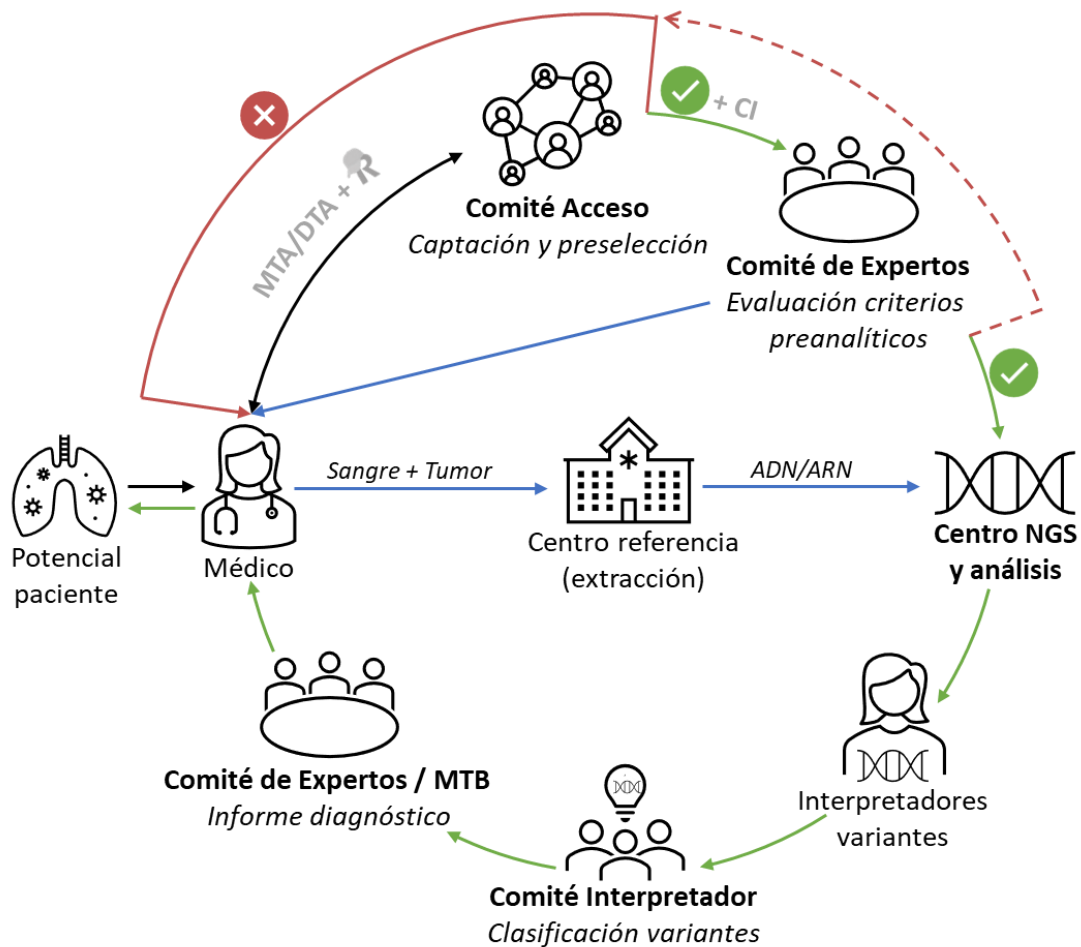 + CI
MTA/DTA + R
Comité Acceso
Captación y preselección
Comité de Expertos
Evaluación criterios
preanalíticos
Sangre + Tumor
ADN/ARN
Potencial
paciente
Médico
Centro referencia
(extracción)
Centro NGS
y análisis
Comité de Expertos / MTB
Informe diagnóstico
Interpretadores
variantes
Comité Interpretador
Clasificación variantes